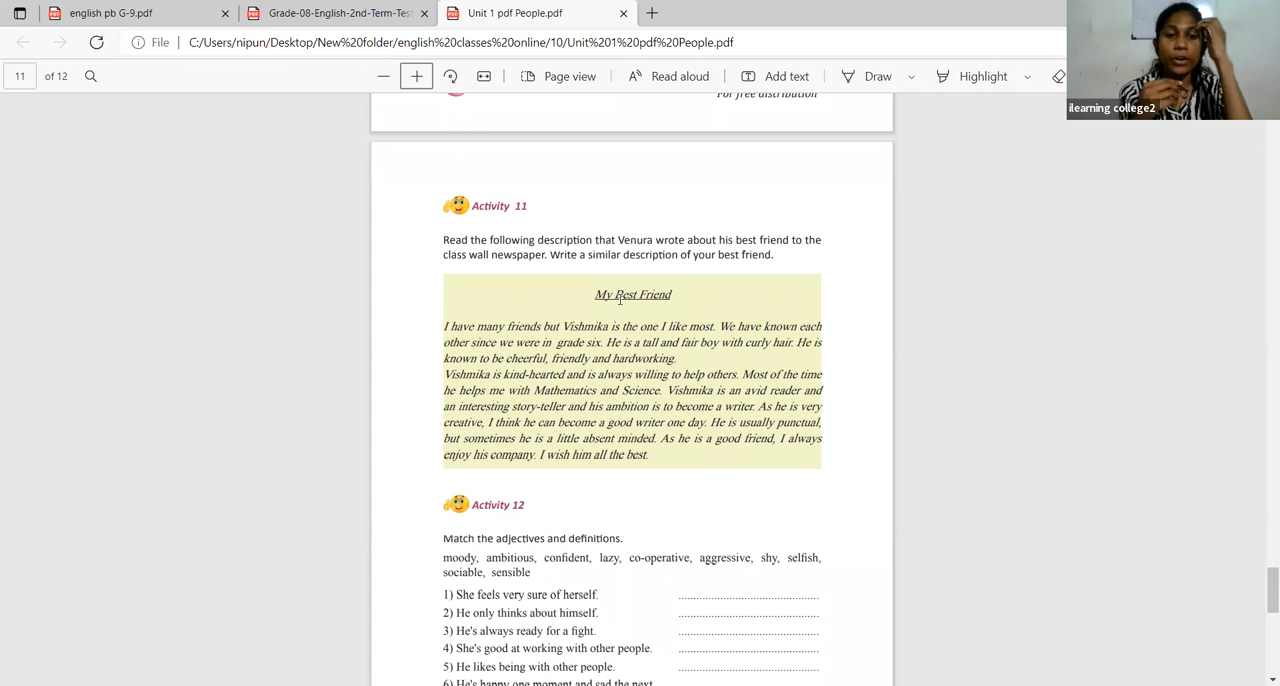 english pb G-9.pdf
Grade-08-English-2nd-Term-Test
Unit 1 pdf People.pdf
File
C:/Users/nipun/Desktop/New%20folder/english%20classes%20online/10/Unit%201%20pdf%20People.pdf
11 of 12
Page view
Read aloud
Add text
Draw
Highlight
ilearning college2
For free distribution
Activity 11
Read the following description that Venura wrote about his best friend to the
class wall newspaper. Write a similar description of your best friend.
My Best Friend
I have many friends but Vishmika is the one I like most. We have known each
other since we were in grade six. He is a tall and fair boy with curly hair. He is
known to be cheerful, friendly and hardworking.
Vishmika is kind-hearted and is always willing to help others. Most of the time
he helps me with Mathematics and Science. Vishmika is an avid reader and
an interesting story-teller and his ambition is to become a writer. As he is very
creative, I think he can become a good writer one day. He is usually punctual,
but sometimes he is a little absent minded. As he is a good friend, I always
enjoy his company. I wish him all the best.
Activity 12
Match the adjectives and definitions.
moody, ambitious, confident, lazy, co-operative, aggressive, shy, selfish,
sociable, sensible
1) She feels very sure of herself. ................................................
2) He only thinks about himself. ................................................
3) He's always ready for a fight. ................................................
4) She's good at working with other people. ................................................
5) He likes being with other people. ................................................
6) He's happy one moment and sad the next